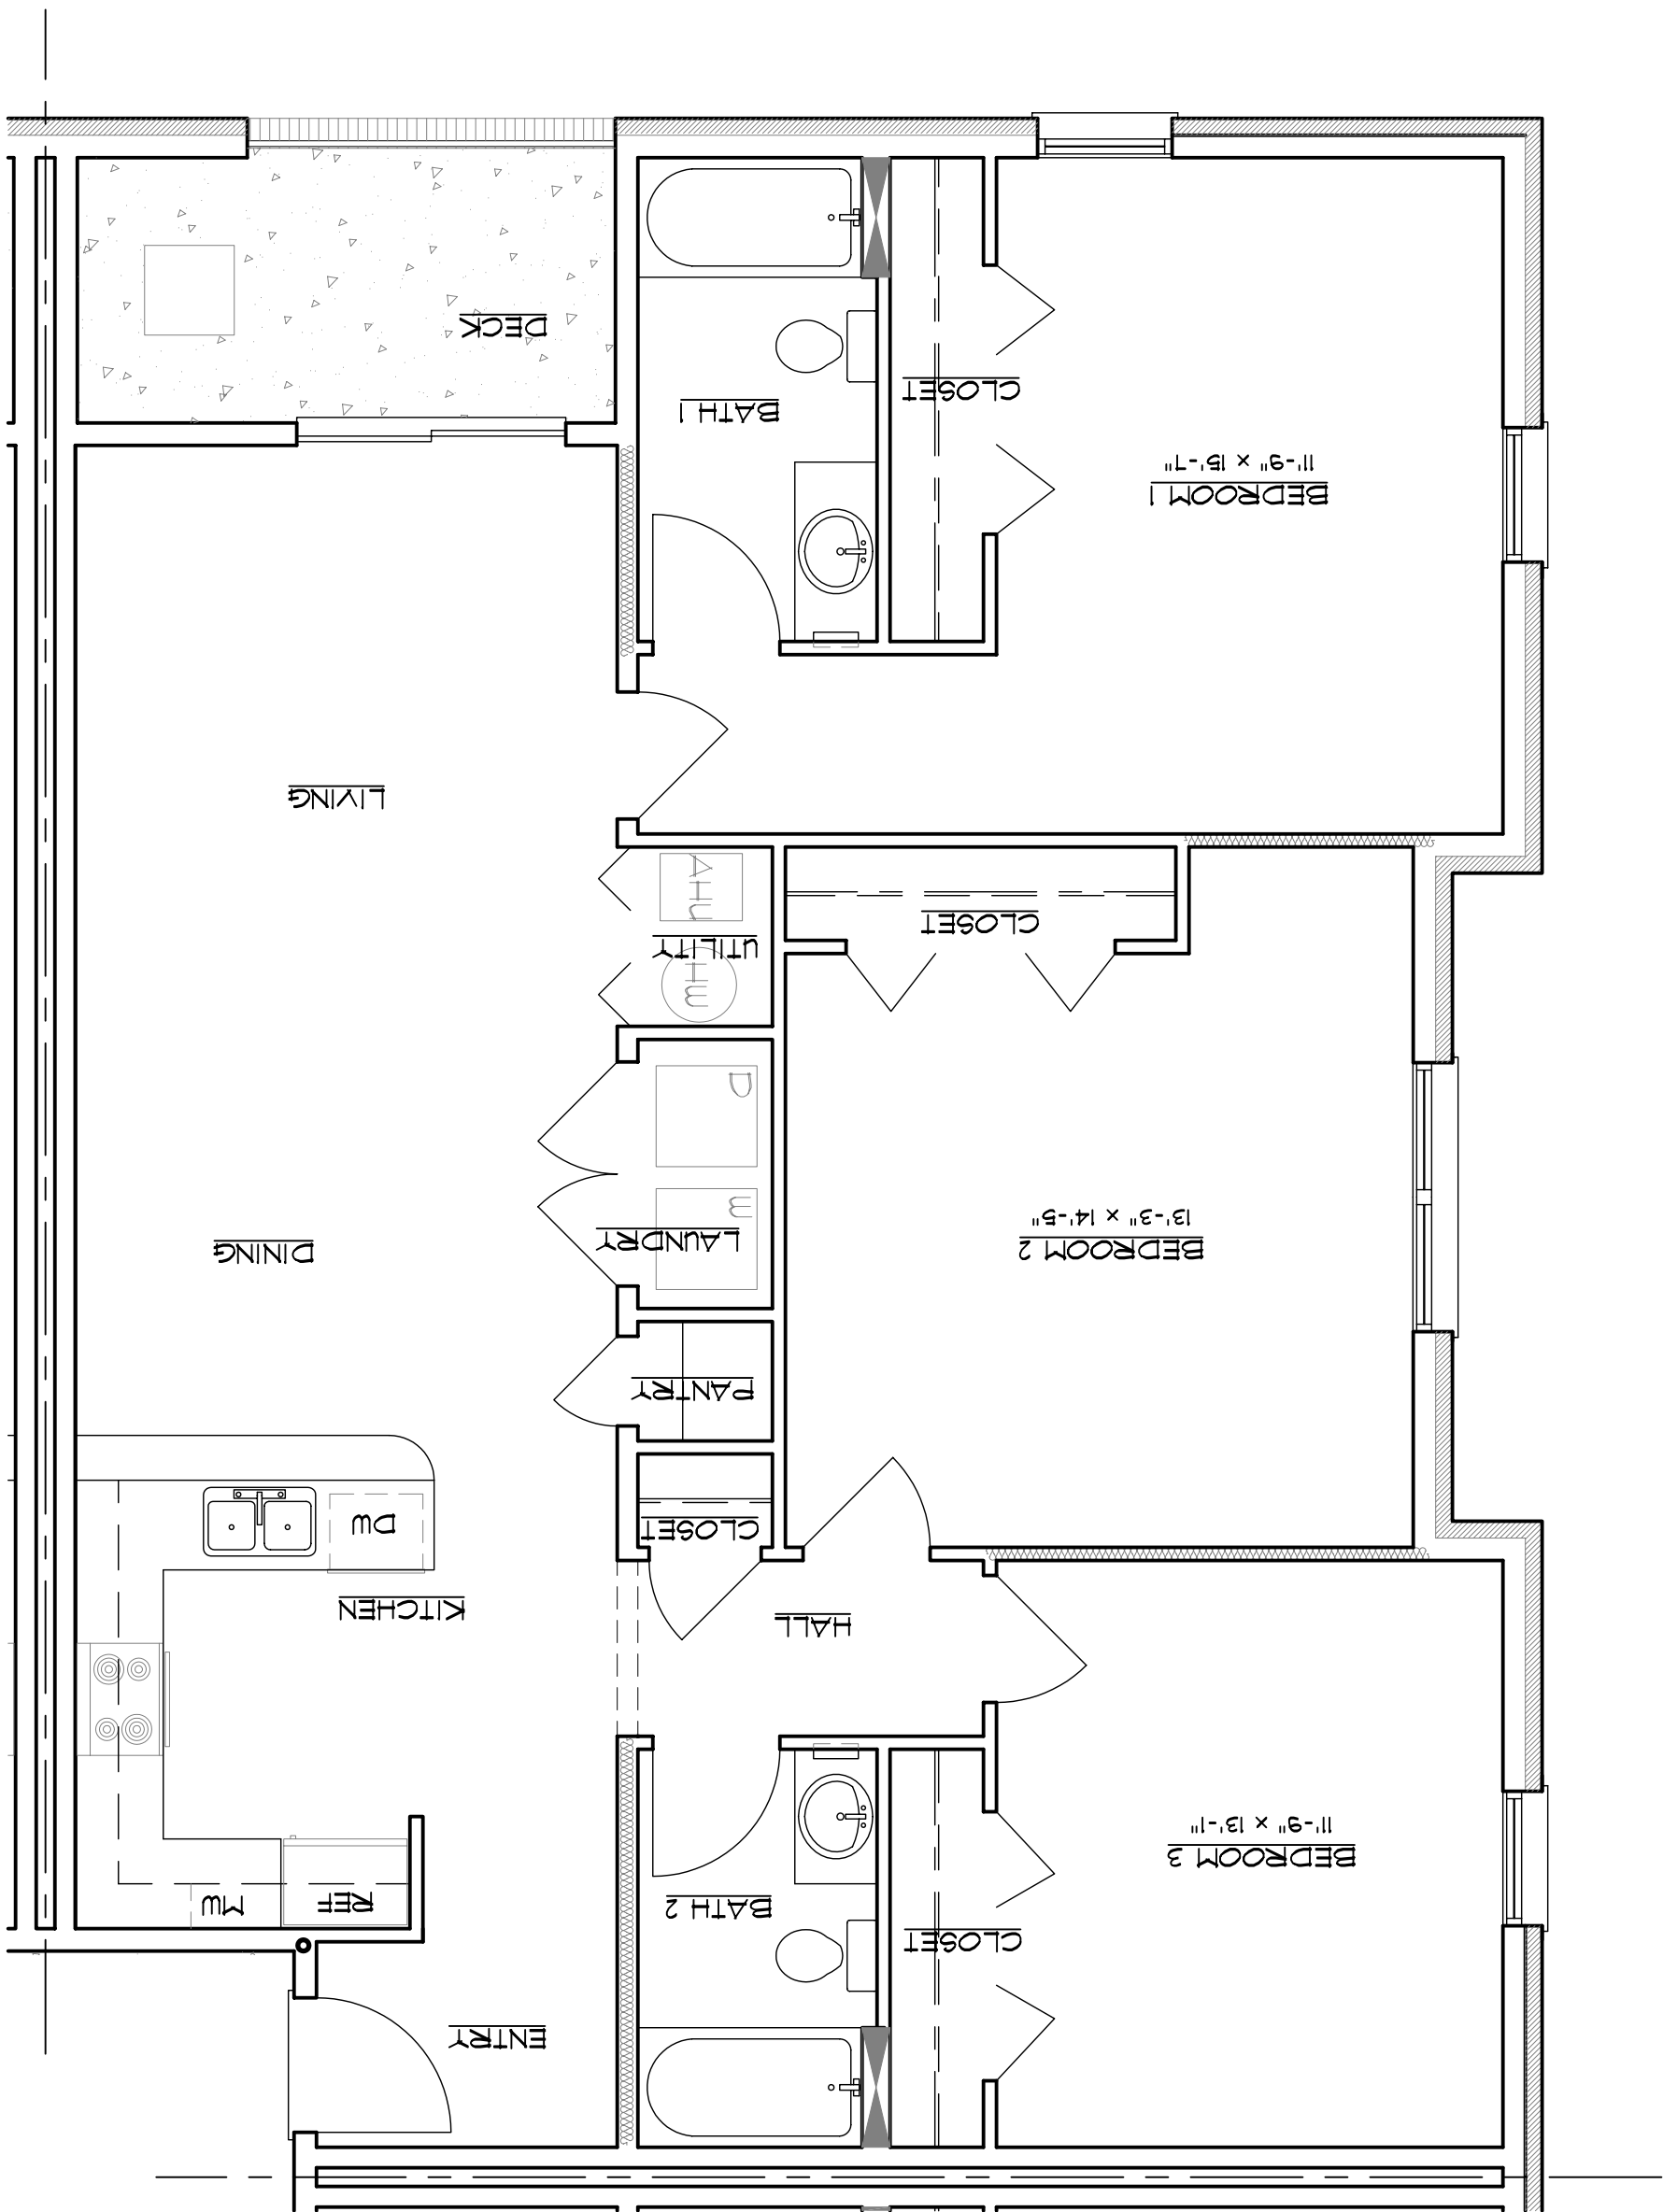 ENTRY
CLOSET
BATH 2
REF
MW
BEDROOM 3
11'-9" x 13'-1"
HALL
KITCHEN
CLOSET
DW
PANTRY
BEDROOM 2
13'-3" x 14'-5"
LAUNDRY
DINING
W
D
HW
UTILITY
CLOSET
AHU
LIVING
BEDROOM 1
11'-9" x 15'-7"
BATH 1
CLOSET
DECK